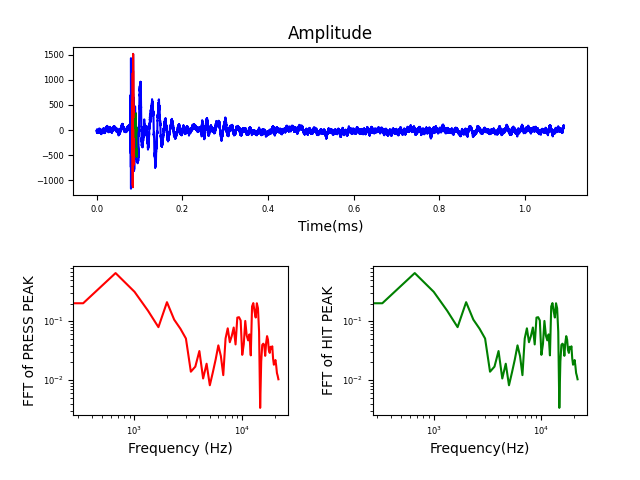 Amplitude
1500
1000
500
0
−500
−1000
0.0 0.2 0.4 0.6 0.8 1.0
Time(ms)
FFT of PRESS PEAK
10⁻¹
10⁻²
10³ 10⁴
Frequency (Hz)
FFT of HIT PEAK
10⁻¹
10⁻²
10³ 10⁴
Frequency(Hz)